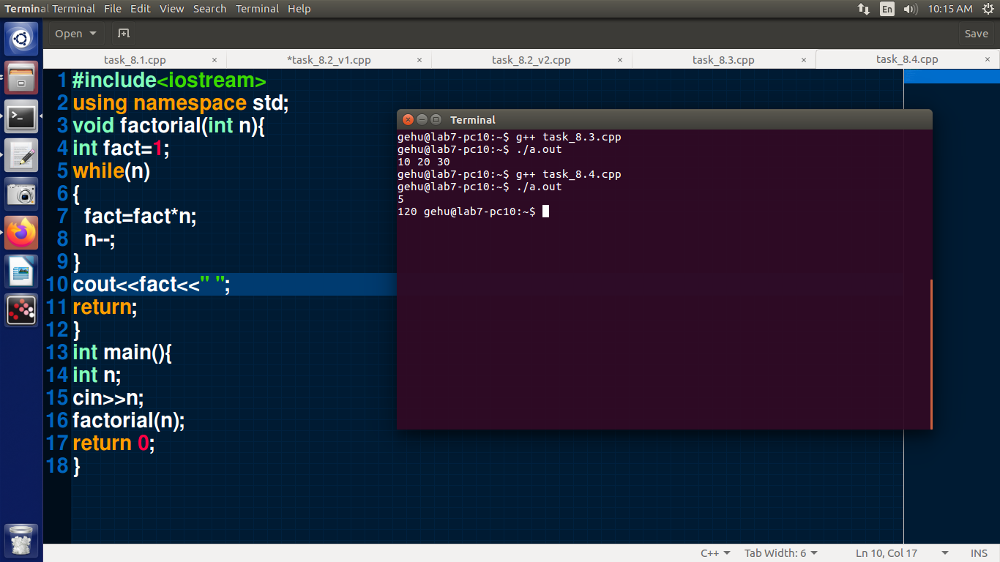 Terminal Terminal File Edit View Search Terminal Help En 10:15 AM
Open Save
task_8.1.cpp × *task_8.2_v1.cpp × task_8.2_v2.cpp × task_8.3.cpp × task_8.4.cpp ×
1 #include<iostream>
2 using namespace std;
3 void factorial(int n){
4 int fact=1;
5 while(n)
6 {
7   fact=fact*n;
8   n--;
9 }
10 cout<<fact<<" ";
11 return;
12 }
13 int main(){
14 int n;
15 cin>>n;
16 factorial(n);
17 return 0;
18 }
Terminal
gehu@lab7-pc10:~$ g++ task_8.3.cpp
gehu@lab7-pc10:~$ ./a.out
10 20 30
gehu@lab7-pc10:~$ g++ task_8.4.cpp
gehu@lab7-pc10:~$ ./a.out
5
120 gehu@lab7-pc10:~$
C++ Tab Width: 6 Ln 10, Col 17 INS